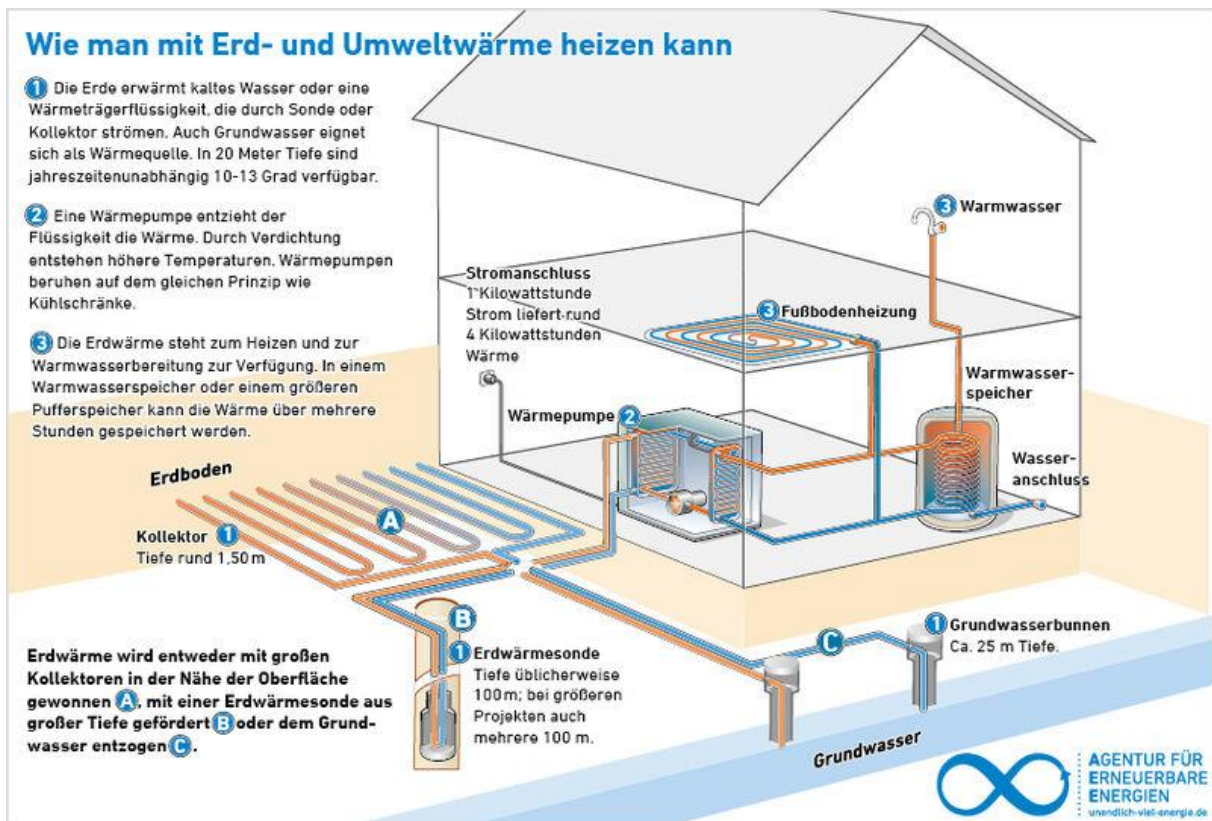 Wie man mit Erd- und Umweltwärme heizen kann
1 Die Erde erwärmt kaltes Wasser oder eine
Wärmeträgerflüssigkeit, die durch Sonde oder
Kollektor strömen. Auch Grundwasser eignet
sich als Wärmequelle. In 20 Meter Tiefe sind
jahreszeitenunabhängig 10-13 Grad verfügbar.
2 Eine Wärmepumpe entzieht der
Flüssigkeit die Wärme. Durch Verdichtung
entstehen höhere Temperaturen. Wärmepumpen
beruhen auf dem gleichen Prinzip wie
Kühlschränke.
3 Die Erdwärme steht zum Heizen und zur
Warmwasserbereitung zur Verfügung. In einem
Warmwasserspeicher oder einem größeren
Pufferspeicher kann die Wärme über mehrere
Stunden gespeichert werden.
3 Warmwasser
Stromanschluss
1 Kilowattstunde
Strom liefert rund
4 Kilowattstunden
Wärme
3 Fußbodenheizung
Warmwasser-
speicher
Wärmepumpe 2
Wasser-
anschluss
Erdboden
A
Kollektor 1
Tiefe rund 1,50 m
B
1 Erdwärmesonde
Tiefe üblicherweise
100 m; bei größeren
Projekten auch
mehrere 100 m.
C
1 Grundwasserbunnen
Ca. 25 m Tiefe.
Grundwasser
Erdwärme wird entweder mit großen
Kollektoren in der Nähe der Oberfläche
gewonnen A, mit einer Erdwärmesonde aus
großer Tiefe gefördert B oder dem Grund-
wasser entzogen C.
AGENTUR FÜR
ERNEUERBARE
ENERGIEN
unendlich-viel-energie.de